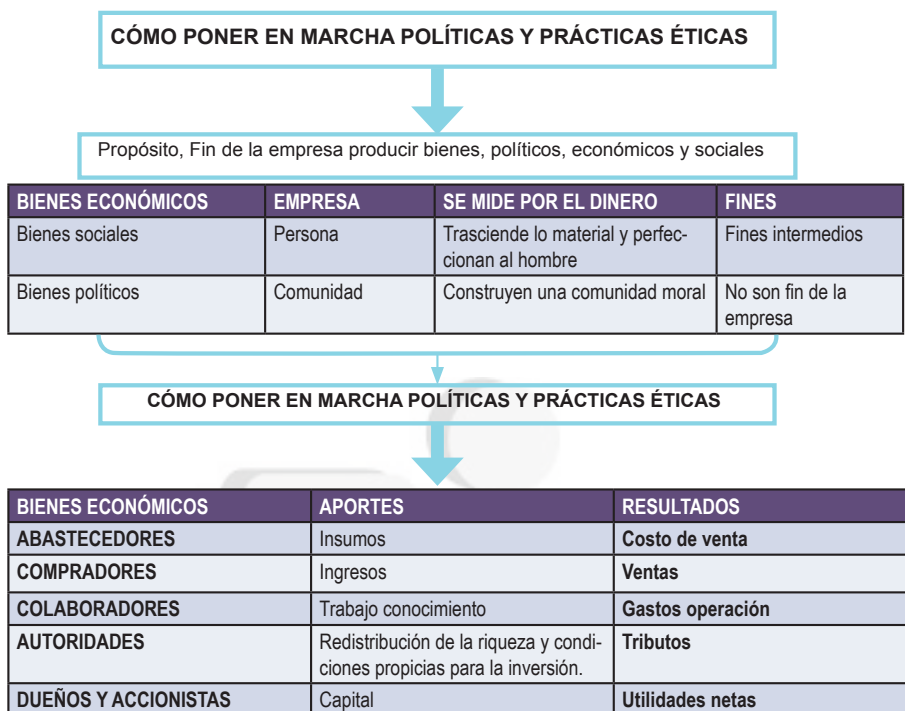 CÓMO PONER EN MARCHA POLÍTICAS Y PRÁCTICAS ÉTICAS
Propósito, Fin de la empresa producir bienes, políticos, económicos y sociales
BIENES ECONÓMICOS EMPRESA SE MIDE POR EL DINERO FINES
Bienes sociales Persona Trasciende lo material y perfec- Fines intermedios
cionan al hombre
Bienes políticos Comunidad Construyen una comunidad moral No son fin de la
empresa
CÓMO PONER EN MARCHA POLÍTICAS Y PRÁCTICAS ÉTICAS
BIENES ECONÓMICOS APORTES RESULTADOS
ABASTECEDORES Insumos Costo de venta
COMPRADORES Ingresos Ventas
COLABORADORES Trabajo conocimiento Gastos operación
AUTORIDADES Redistribución de la riqueza y condi- Tributos
ciones propicias para la inversión.
DUEÑOS Y ACCIONISTAS Capital Utilidades netas